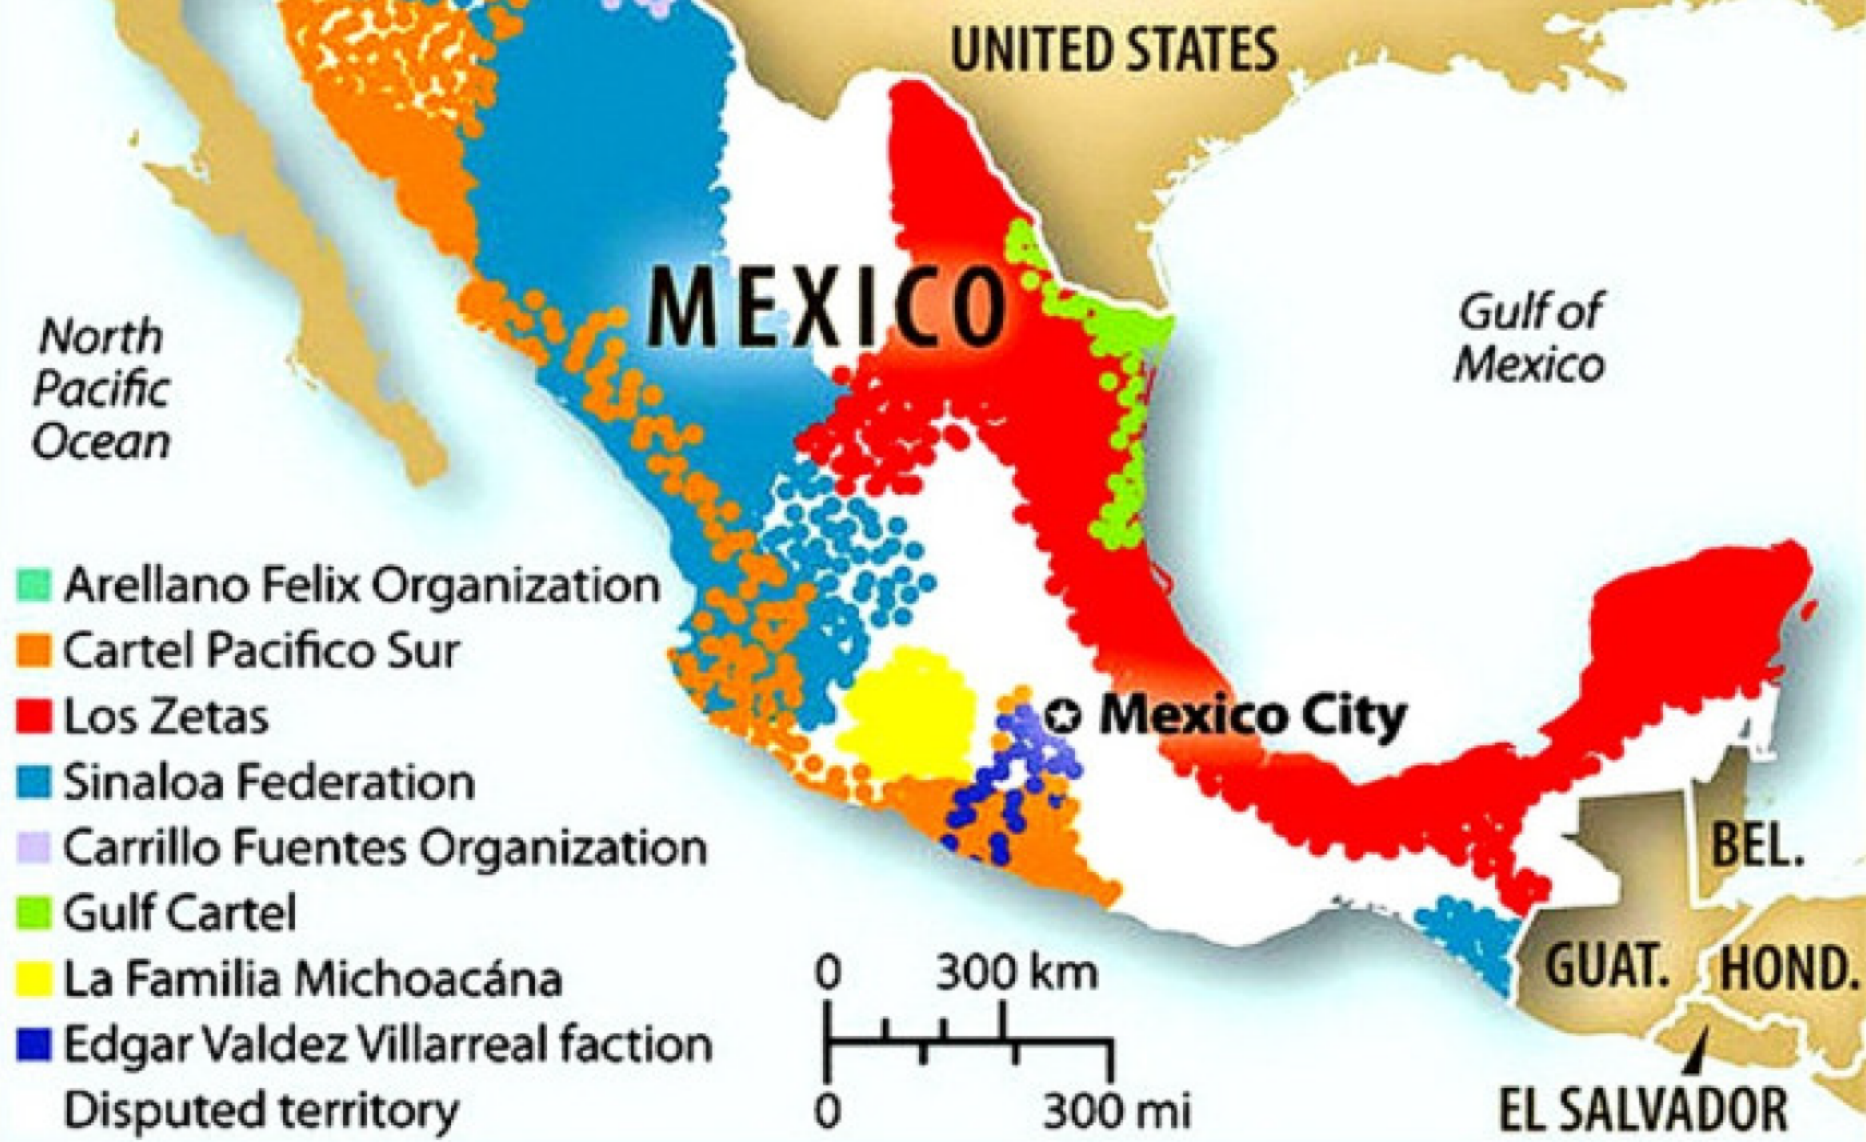 UNITED STATES
MEXICO
North
Pacific
Ocean
Gulf of
Mexico
Mexico City
Arellano Felix Organization
Cartel Pacifico Sur
Los Zetas
Sinaloa Federation
Carrillo Fuentes Organization
Gulf Cartel
La Familia Michoacána
Edgar Valdez Villarreal faction
Disputed territory
0 300 km
0 300 mi
BEL.
GUAT.
HOND.
EL SALVADOR